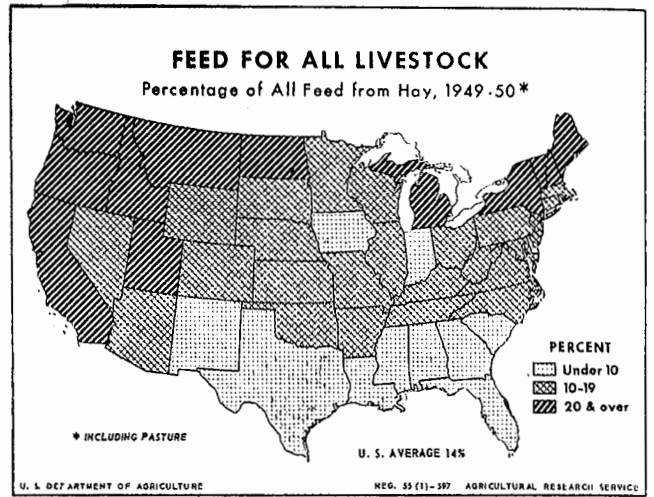 FEED FOR ALL LIVESTOCK
Percentage of All Feed from Hay, 1949-50*
PERCENT
Under 10
10-19
20 & over
* INCLUDING PASTURE
U. S. AVERAGE 14%
U. S. DEPARTMENT OF AGRICULTURE
NEG. 55 (1)-597 AGRICULTURAL RESEARCH SERVICE